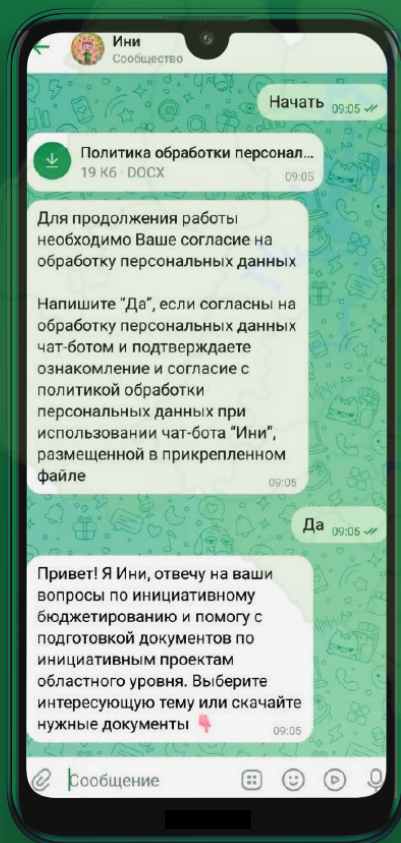 Ини
Сообщество
Начать 09:05
Политика обработки персонал...
19 Кб · DOCX 09:05
Для продолжения работы
необходимо Ваше согласие на
обработку персональных данных
Напишите “Да”, если согласны на
обработку персональных данных
чат-ботом и подтверждаете
ознакомление и согласие с
политикой обработки
персональных данных при
использовании чат-бота “Ини”,
размещенной в прикрепленном
файле 09:05
Да 09:05
Привет! Я Ини, отвечу на ваши
вопросы по инициативному
бюджетированию и помогу с
подготовкой документов по
инициативным проектам
областного уровня. Выберите
интересующую тему или скачайте
нужные документы 👇 09:05
Сообщение